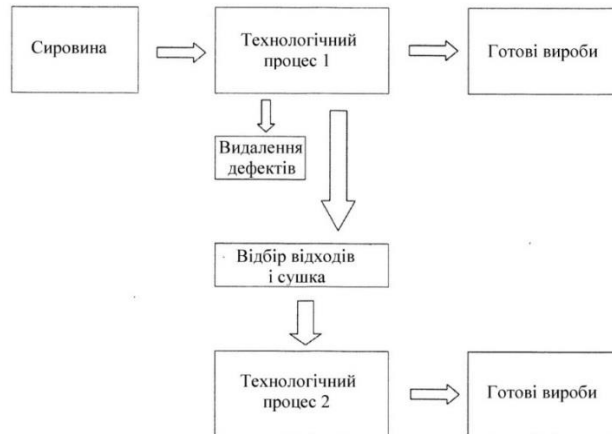 Сировина
Технологічний
процес 1
Готові вироби
Видалення
дефектів
Відбір відходів
і сушка
Технологічний
процес 2
Готові вироби